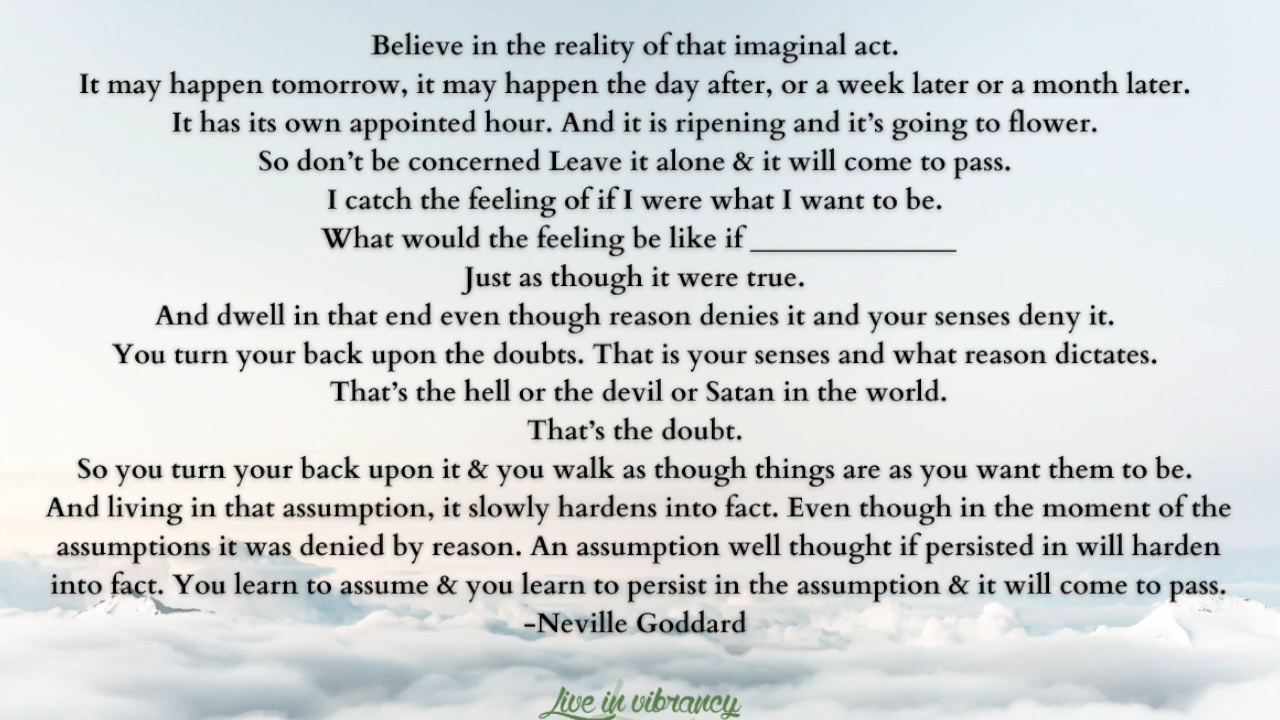 Believe in the reality of that imaginal act.
It may happen tomorrow, it may happen the day after, or a week later or a month later.
It has its own appointed hour. And it is ripening and it's going to flower.
So don't be concerned Leave it alone & it will come to pass.
I catch the feeling of if I were what I want to be.
What would the feeling be like if ______________
Just as though it were true.
And dwell in that end even though reason denies it and your senses deny it.
You turn your back upon the doubts. That is your senses and what reason dictates.
That's the hell or the devil or Satan in the world.
That's the doubt.
So you turn your back upon it & you walk as though things are as you want them to be.
And living in that assumption, it slowly hardens into fact. Even though in the moment of the
assumptions it was denied by reason. An assumption well thought if persisted in will harden
into fact. You learn to assume & you learn to persist in the assumption & it will come to pass.
-Neville Goddard
Live in vibrancy